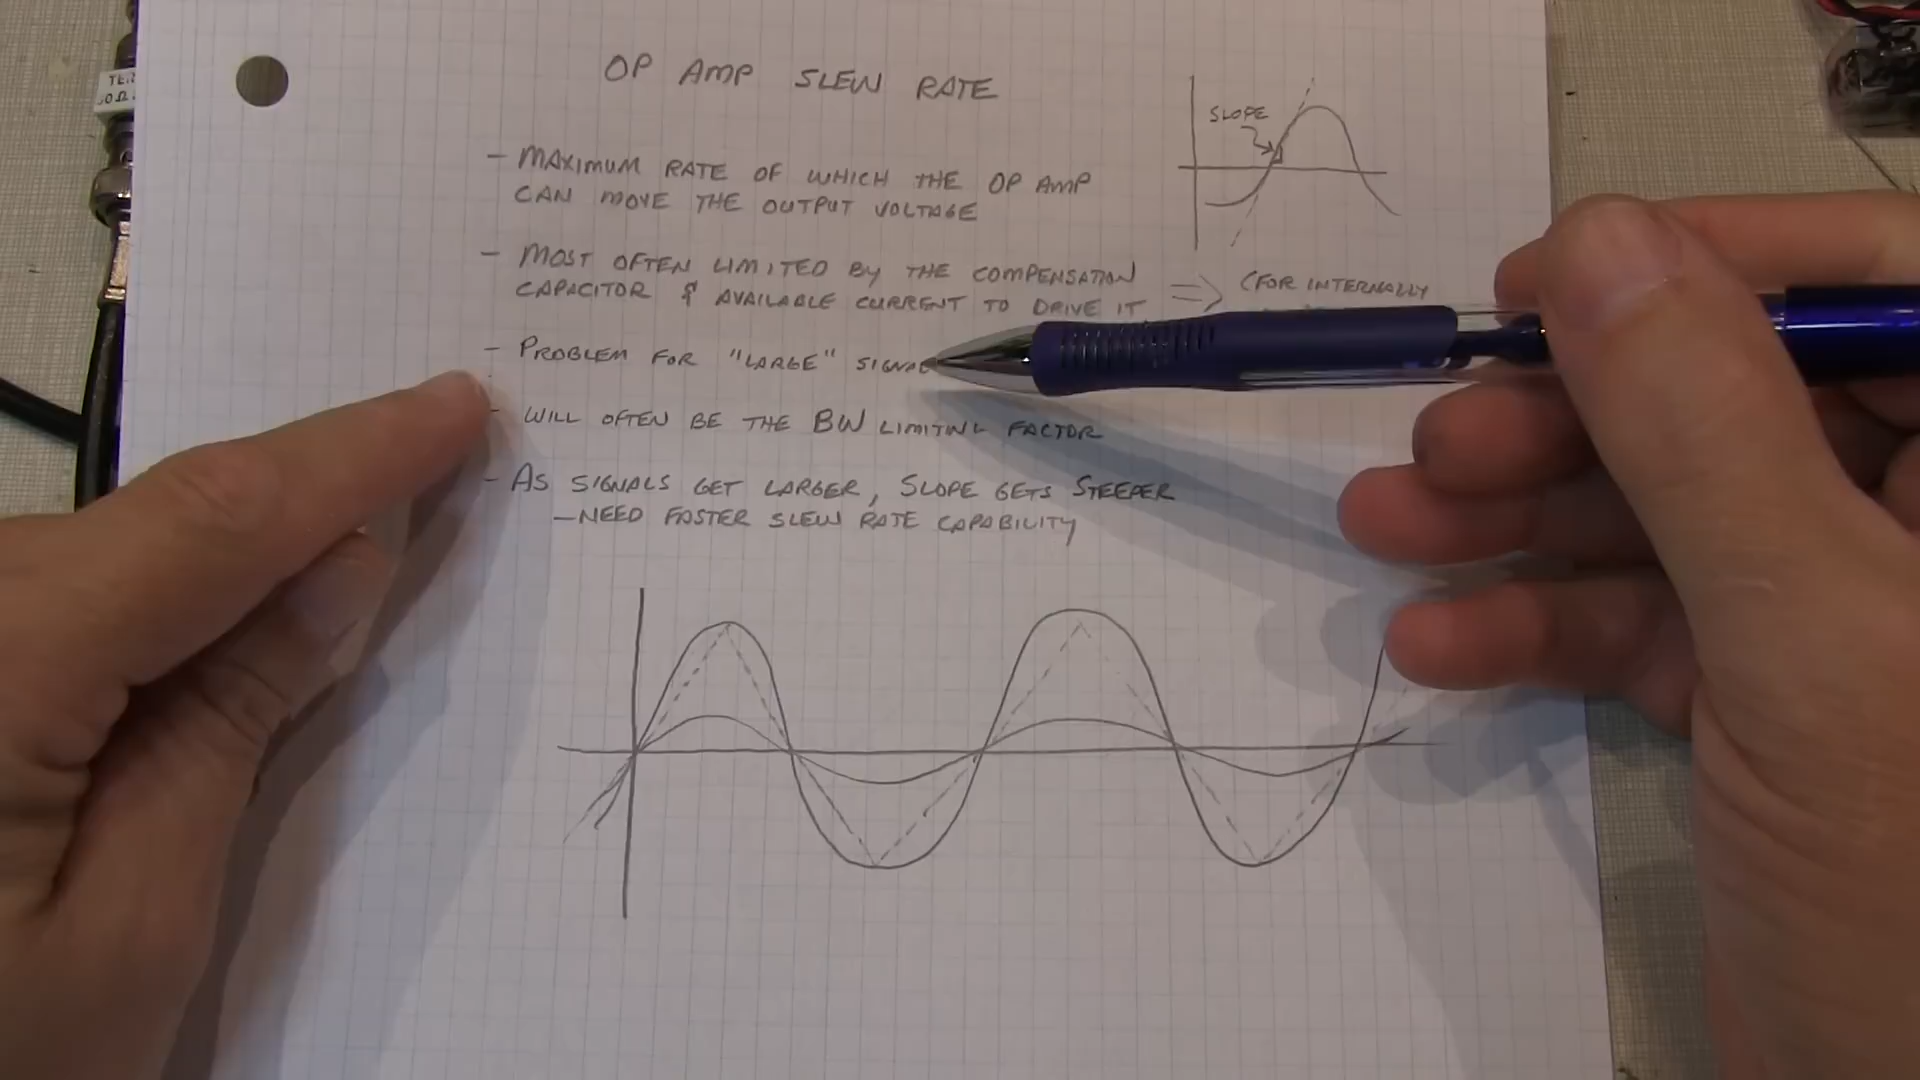 OP AMP SLEW RATE
SLOPE
- MAXIMUM RATE OF WHICH THE OP AMP
CAN MOVE THE OUTPUT VOLTAGE
- MOST OFTEN LIMITED BY THE COMPENSATION
CAPACITOR & AVAILABLE CURRENT TO DRIVE IT
=> (FOR INTERNALLY
- PROBLEM FOR "LARGE" SIGNAL
- WILL OFTEN BE THE BW LIMITING FACTOR
- AS SIGNALS GET LARGER, SLOPE GETS STEEPER
- NEED FASTER SLEW RATE CAPABILITY